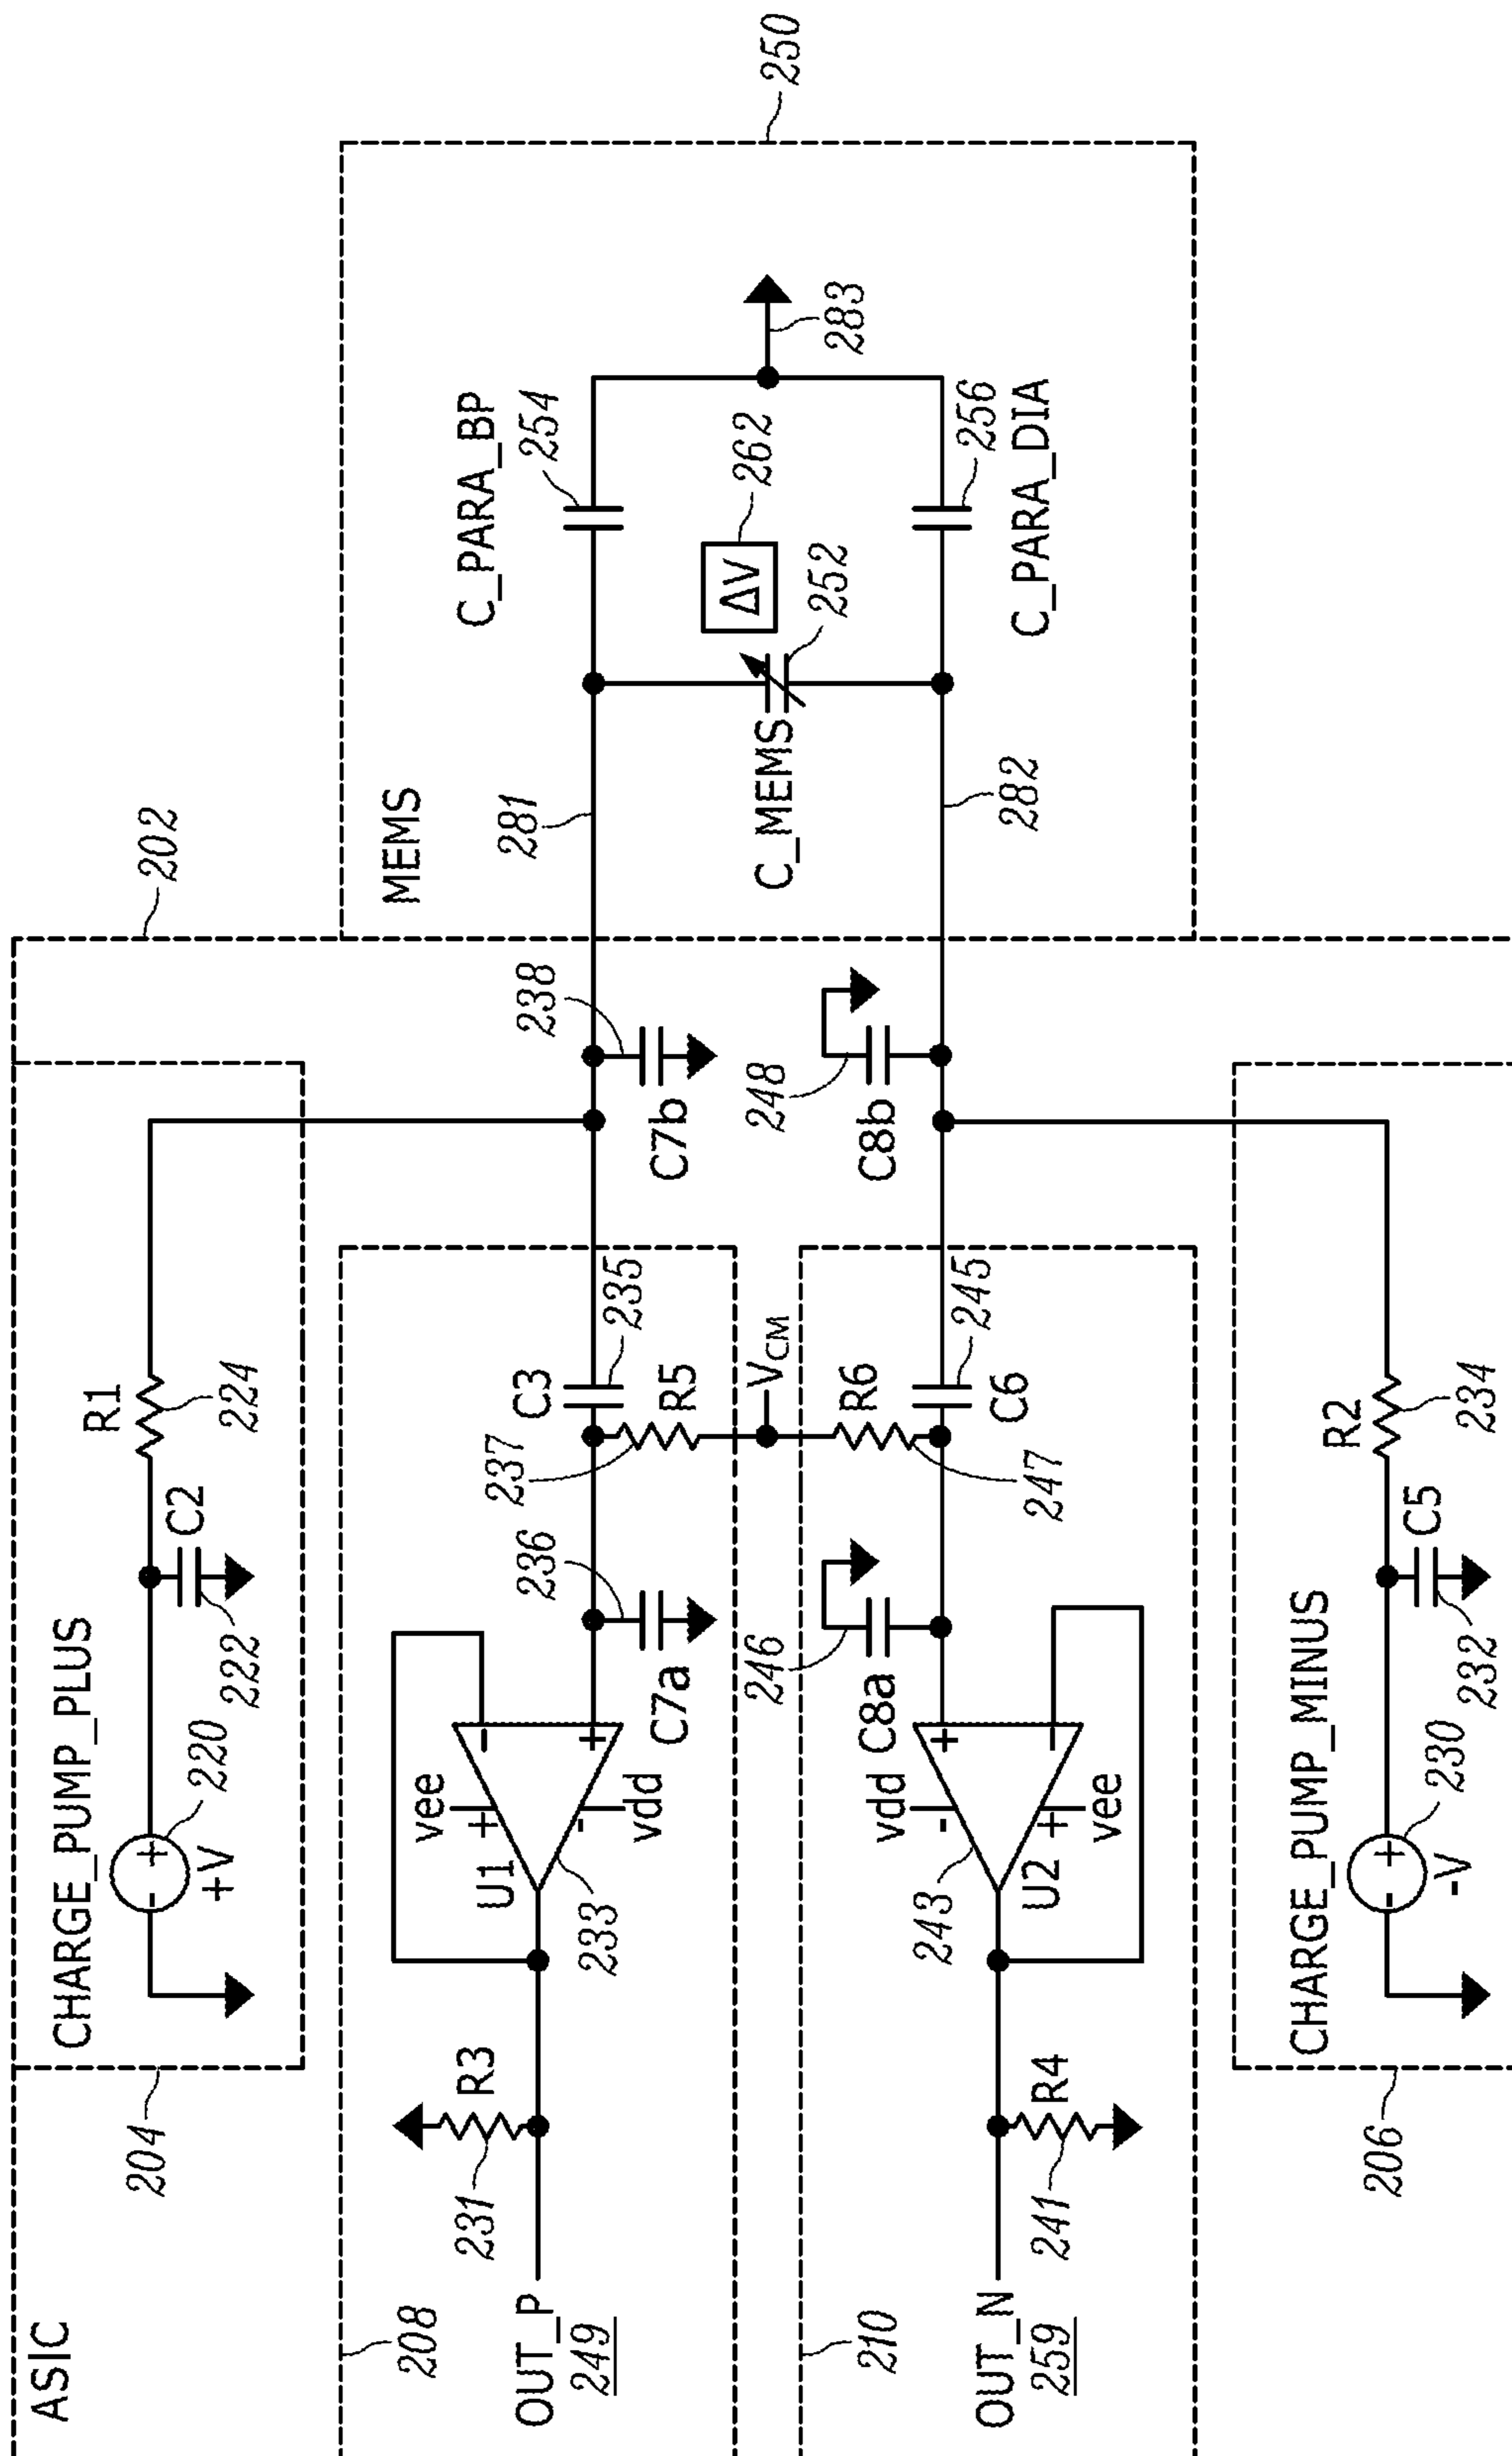 ASIC
202
204
CHARGE_PUMP_PLUS
220
+
-
+V
222
C2
R1
224
208
OUT_P
249
231
R3
U1
233
vee
+
-
vdd
-
+
C7a
236
237
C3
235
R5
C7b
238
VCM
210
OUT_N
259
241
R4
243
U2
vdd
-
+
vee
+
-
C8a
246
247
R6
C6
245
C8b
248
206
CHARGE_PUMP_MINUS
230
+
-
-V
232
C5
R2
234
MEMS
250
281
282
C_MEMS
252
ΔV
262
C_PARA_BP
254
256
C_PARA_DIA
283